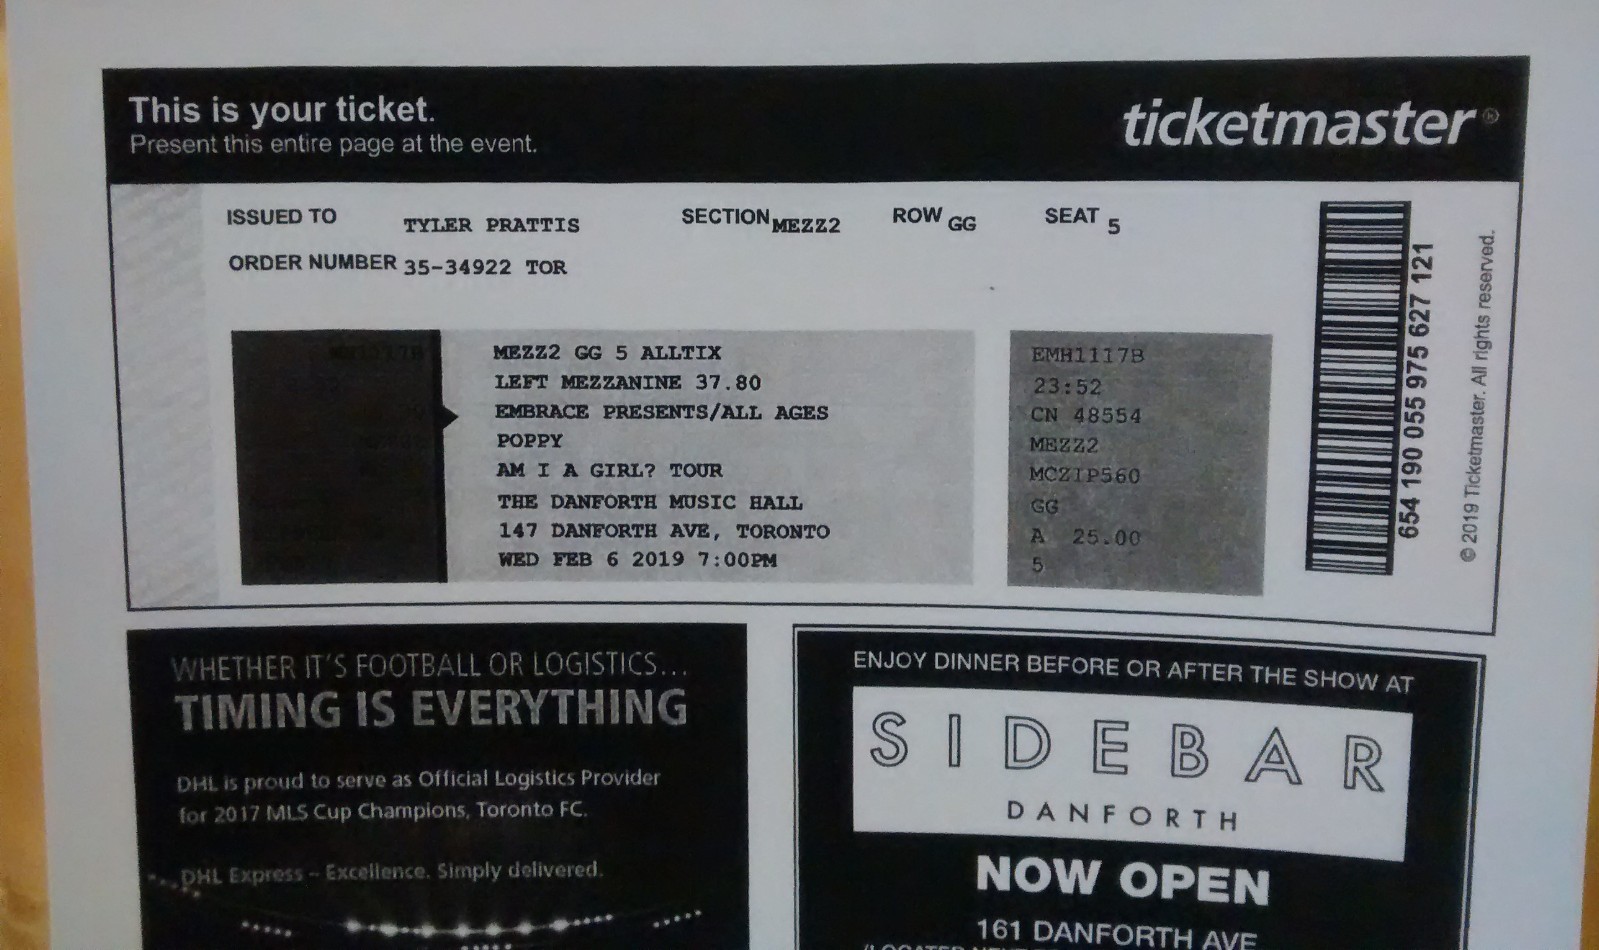 This is your ticket.
Present this entire page at the event.
ticketmaster®
ISSUED TO TYLER PRATTIS SECTION MEZZ2 ROW GG SEAT 5
ORDER NUMBER 35-34922 TOR
MEZZ2 GG 5 ALLTIX
LEFT MEZZANINE 37.80
EMBRACE PRESENTS/ALL AGES
POPPY
AM I A GIRL? TOUR
THE DANFORTH MUSIC HALL
147 DANFORTH AVE, TORONTO
WED FEB 6 2019 7:00PM
EMH1117B
23:52
CN 48554
MEZZ2
MCZIP560
GG
A 25.00
5
654 190 055 975 627 121
© 2019 Ticketmaster. All rights reserved.
WHETHER IT'S FOOTBALL OR LOGISTICS...
TIMING IS EVERYTHING
DHL is proud to serve as Official Logistics Provider
for 2017 MLS Cup Champions, Toronto FC.
DHL Express – Excellence. Simply delivered.
ENJOY DINNER BEFORE OR AFTER THE SHOW AT
SIDEBAR
DANFORTH
NOW OPEN
161 DANFORTH AVE